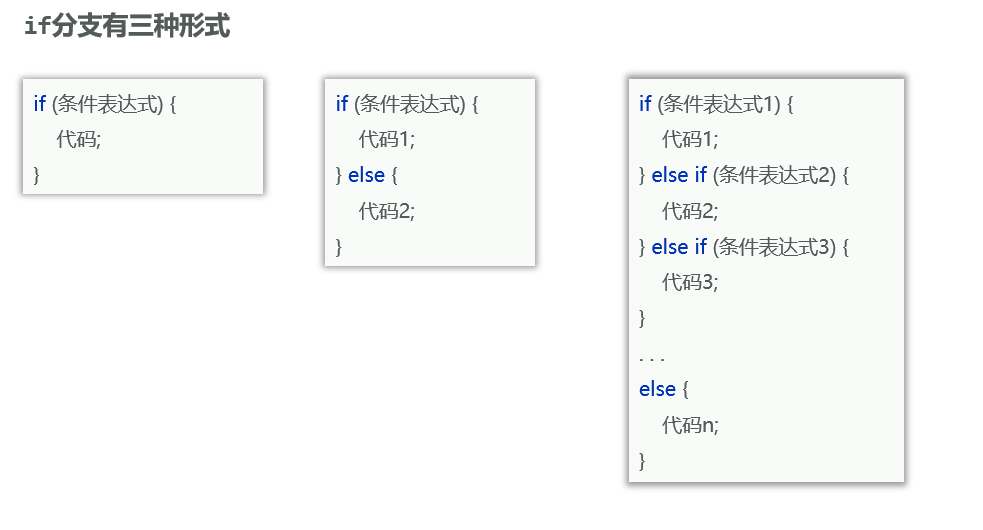 if分支有三种形式
if (条件表达式) {
代码;
}
if (条件表达式) {
代码1;
} else {
代码2;
}
if (条件表达式1) {
代码1;
} else if (条件表达式2) {
代码2;
} else if (条件表达式3) {
代码3;
}
. . .
else {
代码n;
}